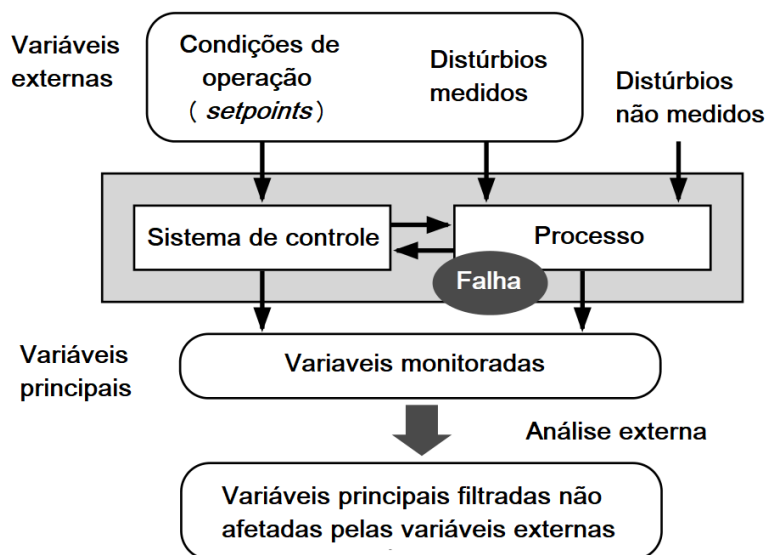 Variáveis
externas
Condições de
operação
( setpoints )
Distúrbios
medidos
Distúrbios
não medidos
Sistema de controle
Processo
Falha
Variáveis
principais
Variaveis monitoradas
Análise externa
Variáveis principais filtradas não
afetadas pelas variáveis externas